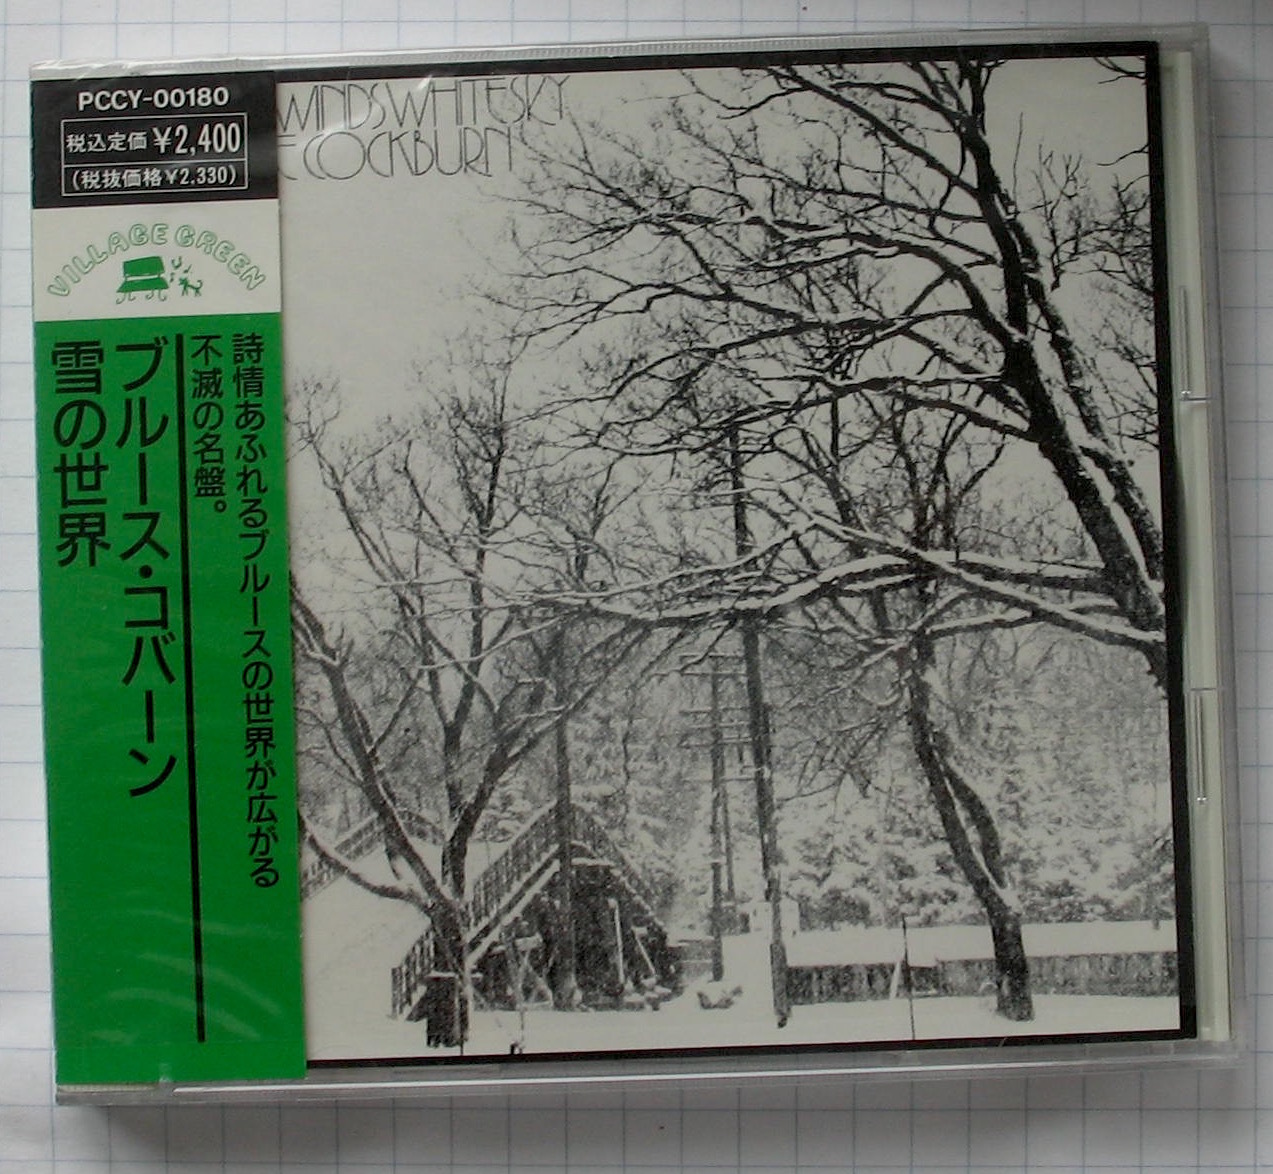 PCCY-00180
税込定価 ¥2,400
(税抜価格¥2,330)
VILLAGE GREEN
詩情あふれるブルースの世界が広がる
不滅の名盤。
ブルース・コバーン
雪の世界
WINDS WHITE SKY
COCKBURN